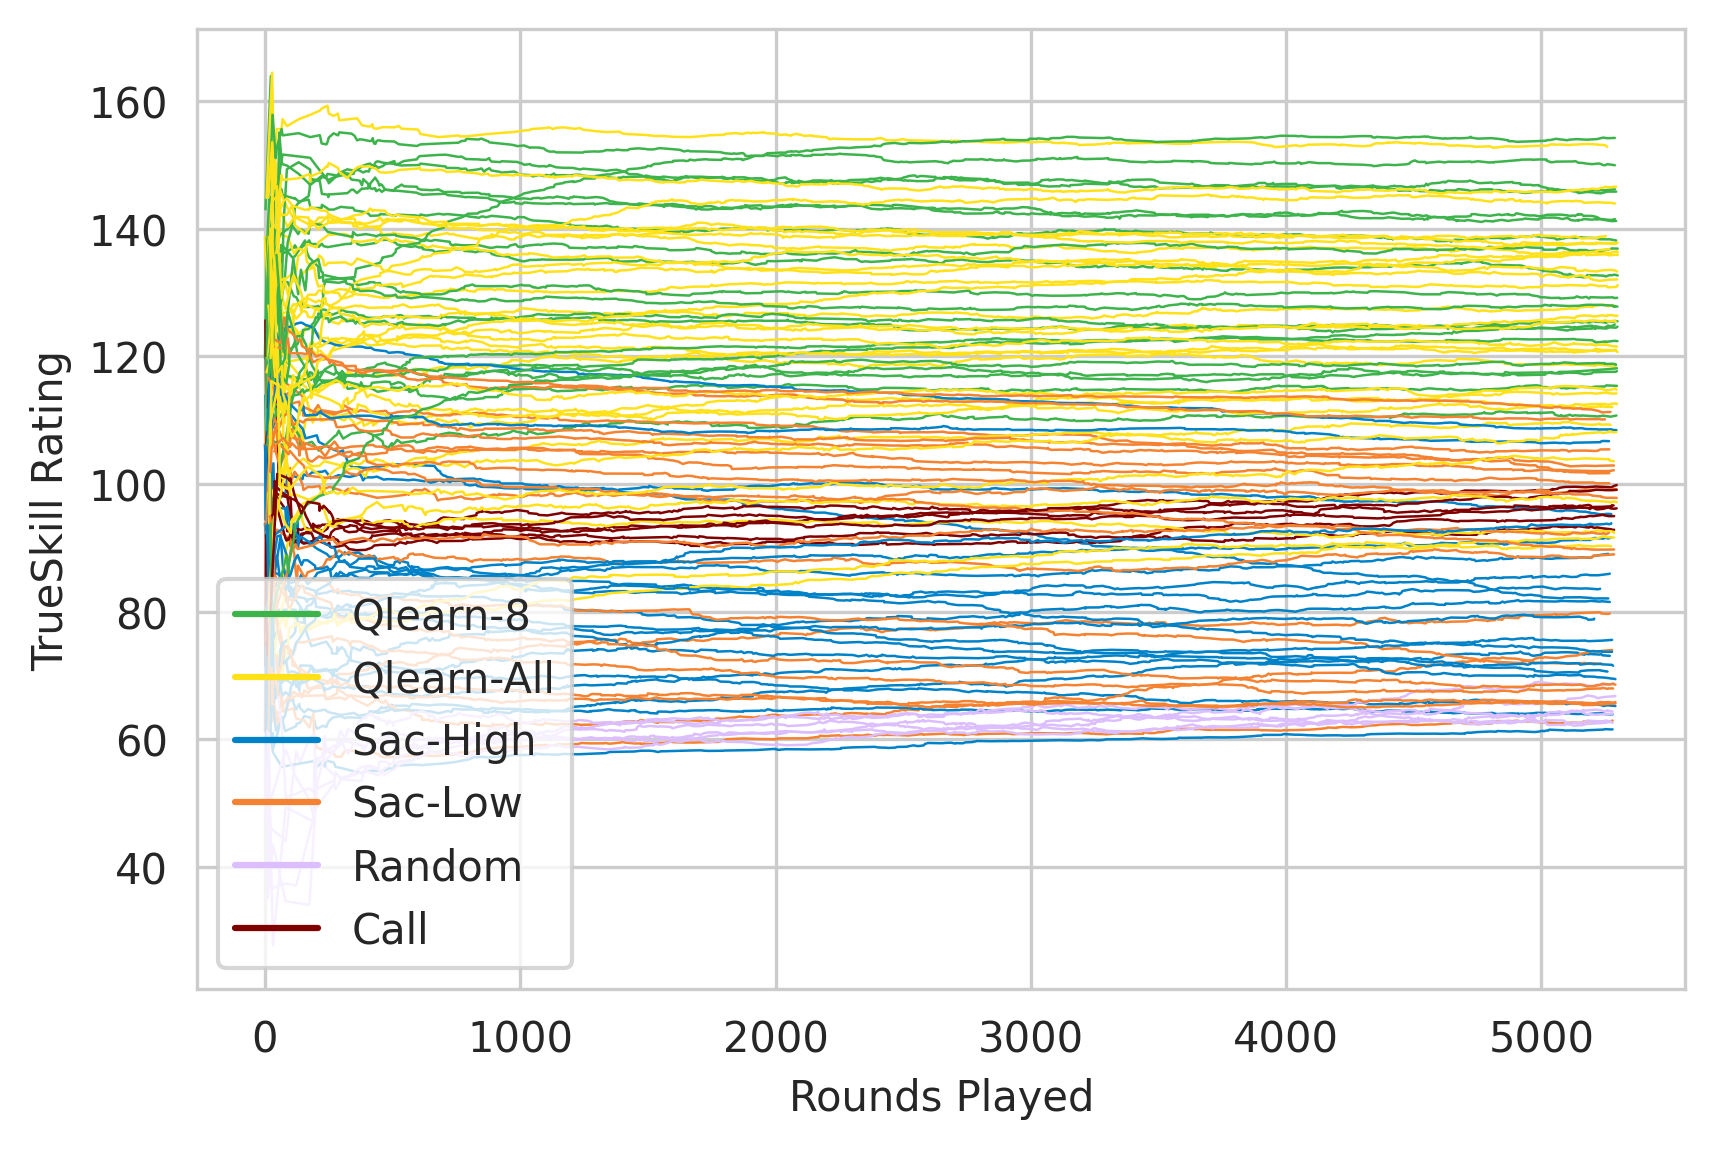 TrueSkill Rating
160
140
120
100
80
60
40
Qlearn-8
Qlearn-All
Sac-High
Sac-Low
Random
Call
0 1000 2000 3000 4000 5000
Rounds Played